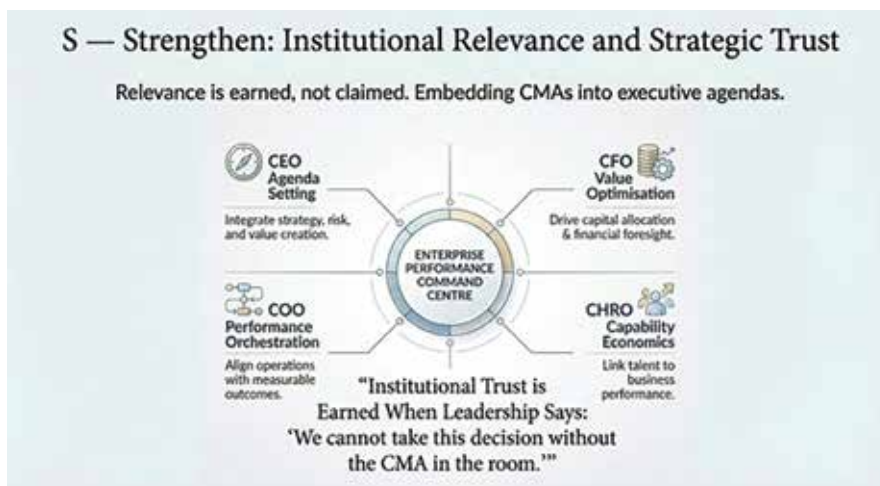 S — Strengthen: Institutional Relevance and Strategic Trust
Relevance is earned, not claimed. Embedding CMAs into executive agendas.
CEO
Agenda
Setting
Integrate strategy, risk,
and value creation.
CFO
Value
Optimisation
Drive capital allocation
& financial foresight.
ENTERPRISE
PERFORMANCE
COMMAND
CENTRE
COO
Performance
Orchestration
Align operations
with measurable
outcomes.
CHRO
Capability
Economics
Link talent to
business
performance.
“Institutional Trust is
Earned When Leadership Says:
‘We cannot take this decision without
the CMA in the room.’”